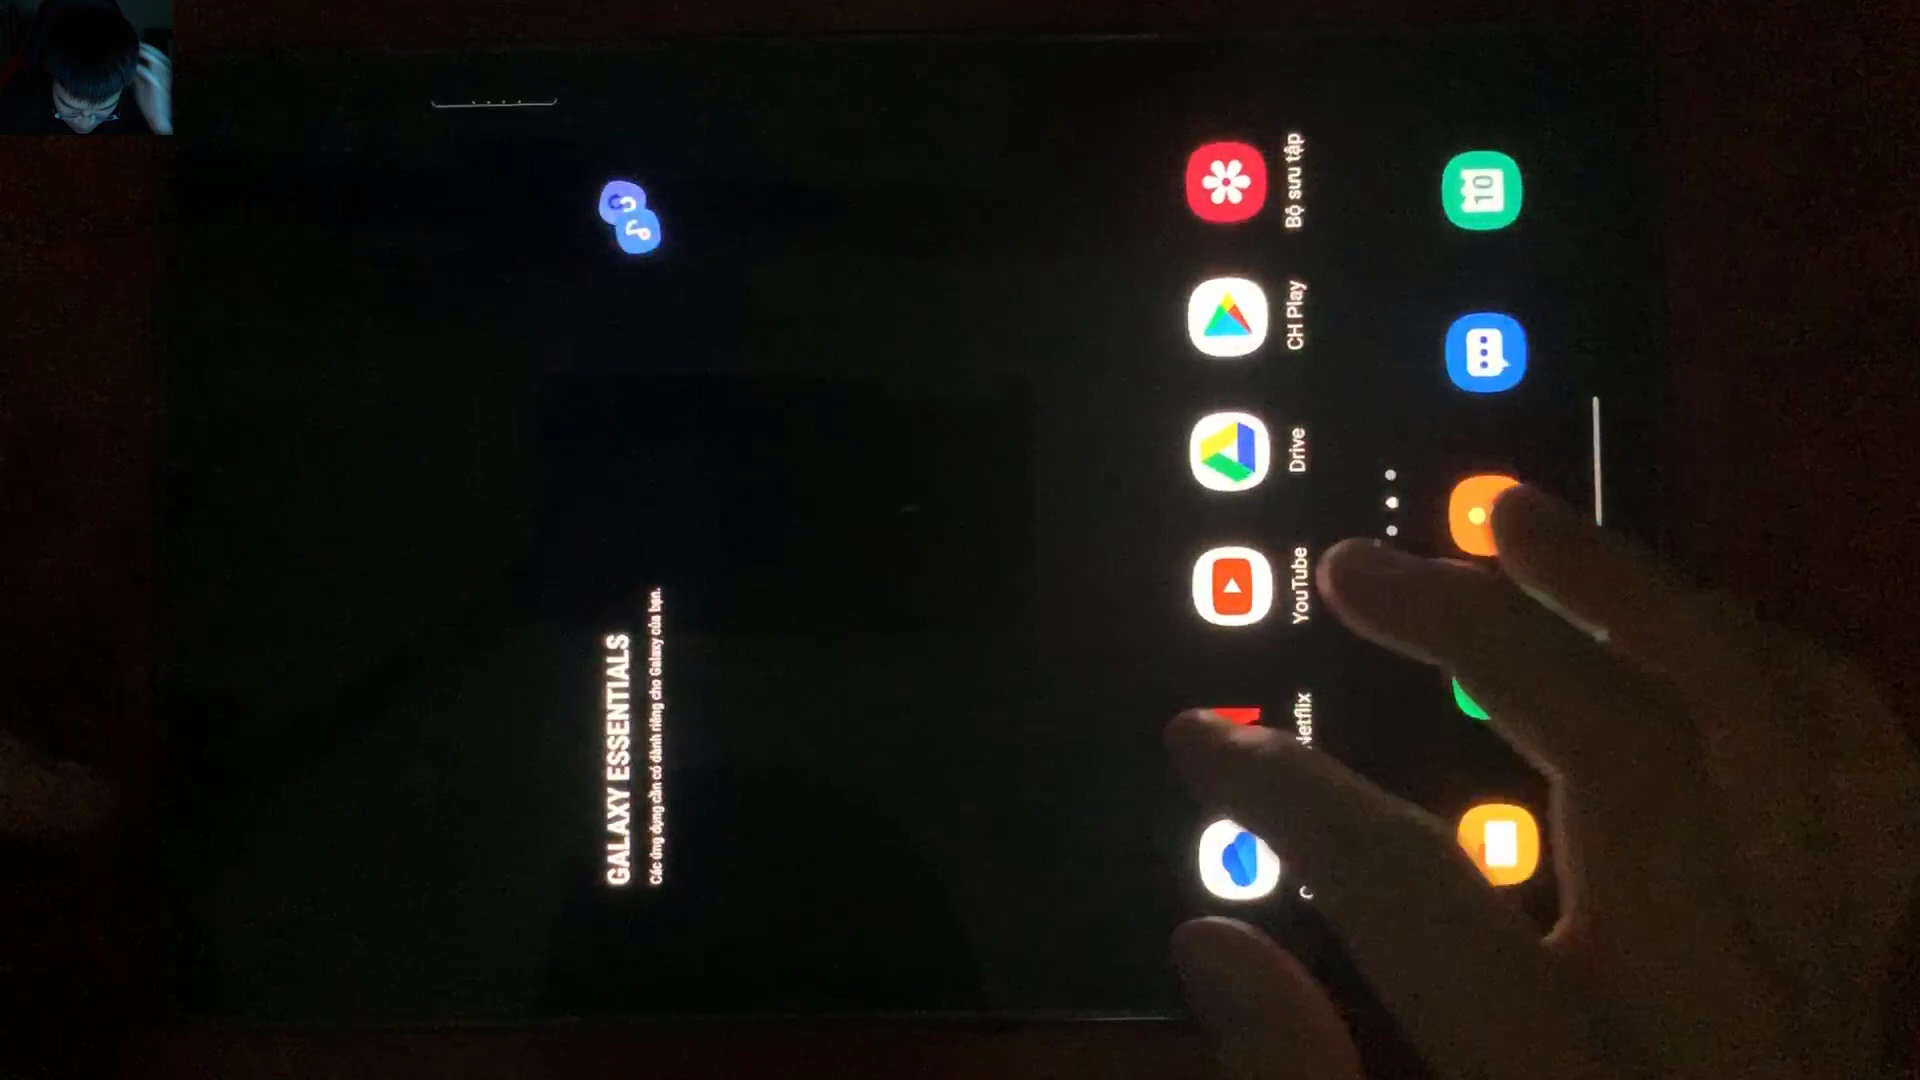 GALAXY ESSENTIALS
Các ứng dụng cần có dành riêng cho Galaxy của bạn.
Netflix
YouTube
Drive
CH Play
Bộ sưu tập
10